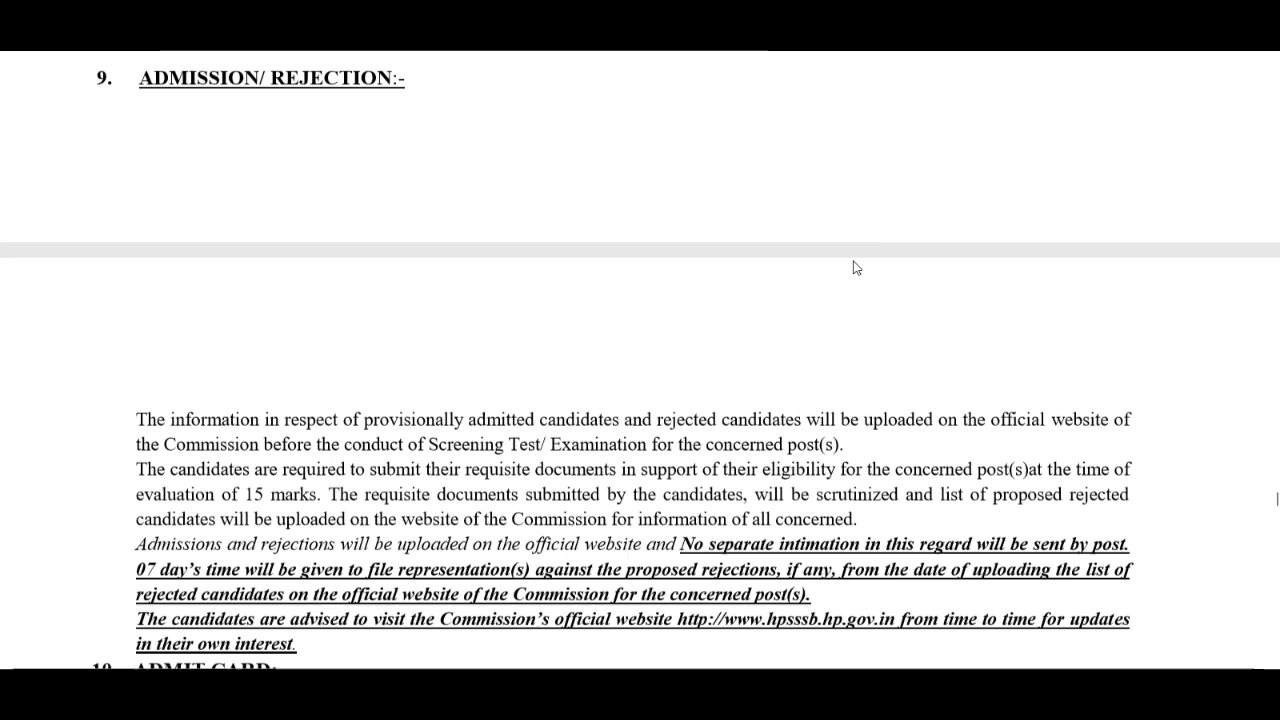 9. ADMISSION/ REJECTION:-
The information in respect of provisionally admitted candidates and rejected candidates will be uploaded on the official website of
the Commission before the conduct of Screening Test/ Examination for the concerned post(s).
The candidates are required to submit their requisite documents in support of their eligibility for the concerned post(s)at the time of
evaluation of 15 marks. The requisite documents submitted by the candidates, will be scrutinized and list of proposed rejected
candidates will be uploaded on the website of the Commission for information of all concerned.
Admissions and rejections will be uploaded on the official website and No separate intimation in this regard will be sent by post.
07 day's time will be given to file representation(s) against the proposed rejections, if any, from the date of uploading the list of
rejected candidates on the official website of the Commission for the concerned post(s).
The candidates are advised to visit the Commission's official website http://www.hpsssb.hp.gov.in from time to time for updates
in their own interest.
10. ADMIT CARD: